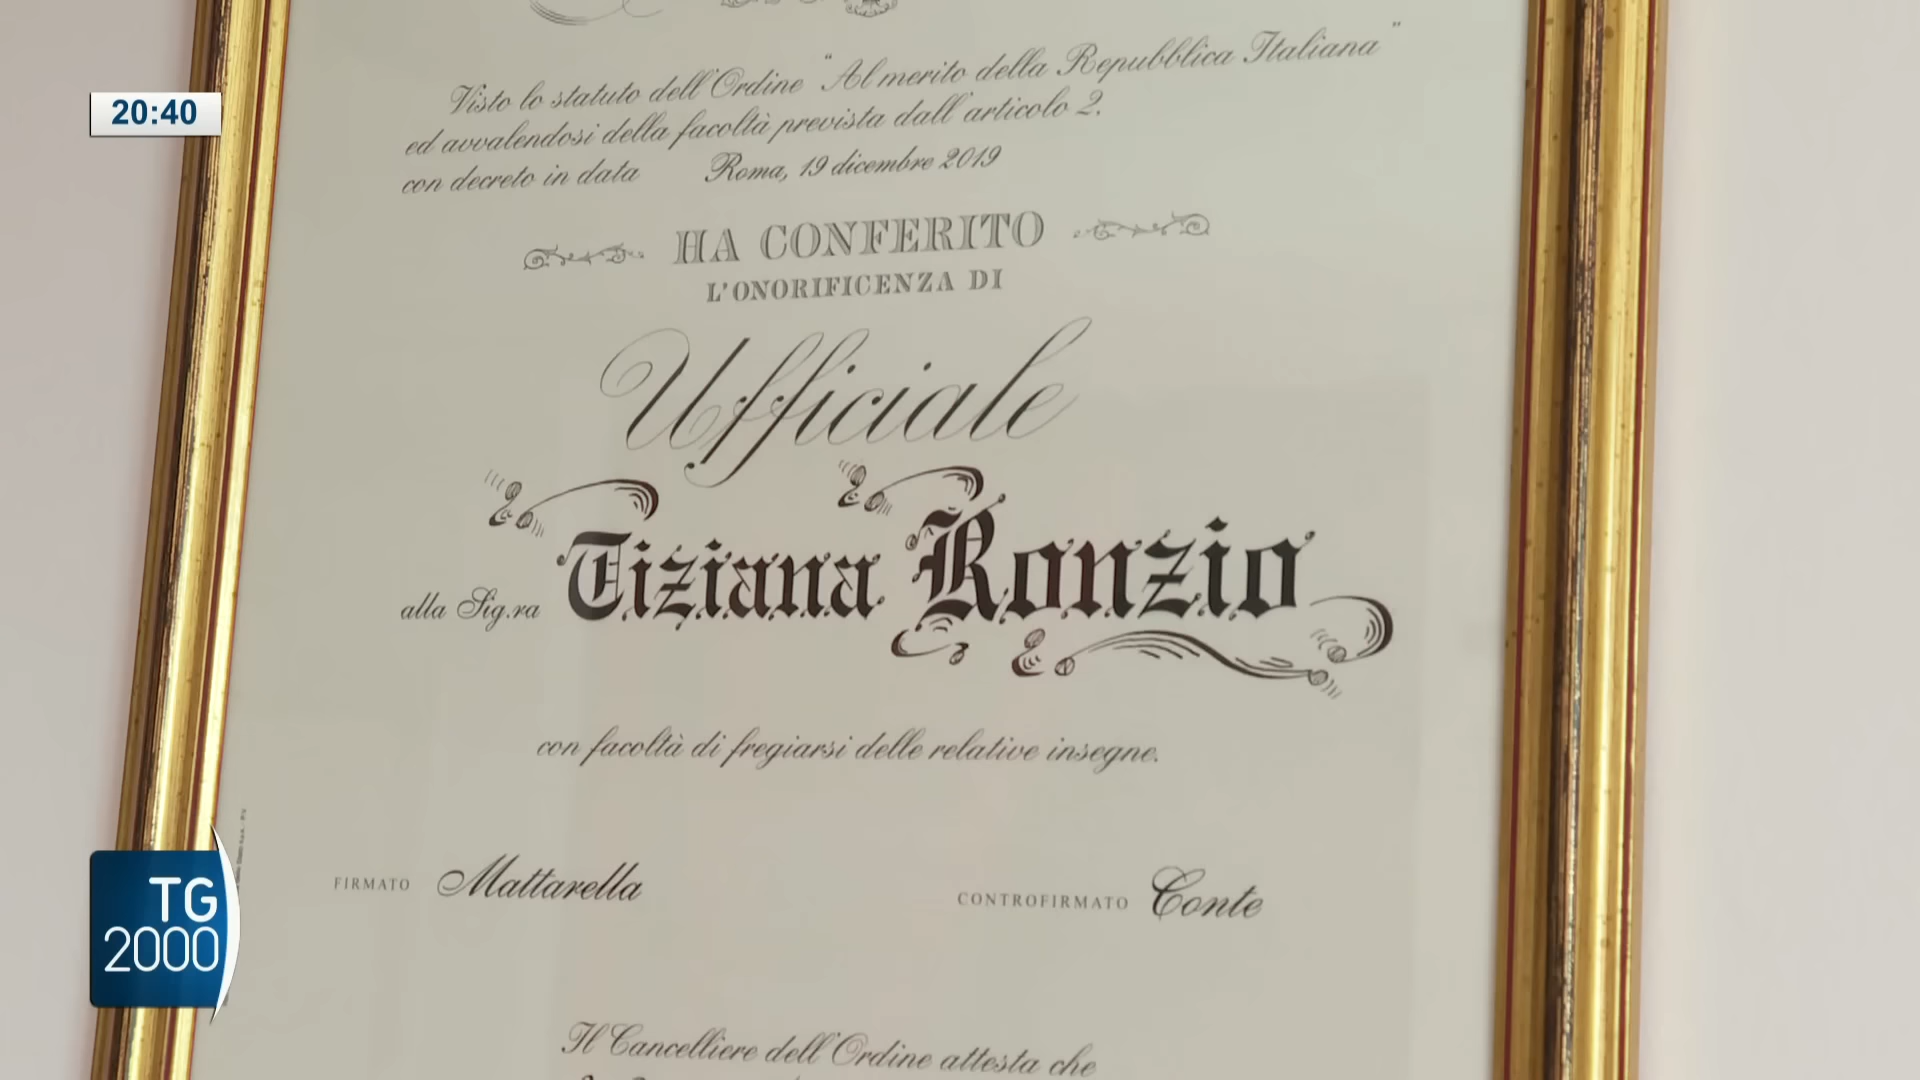 Visto lo statuto dell'Ordine "Al merito della Repubblica Italiana"
ed avvalendosi della facoltà prevista dall'articolo 2.
con decreto in data Roma, 19 dicembre 2019
20:40
HA CONFERITO
L'ONORIFICENZA DI
Ufficiale
alla Sig.ra Tiziana Ronzio
con facoltà di fregiarsi delle relative insegne.
FIRMATO Mattarella CONTROFIRMATO Conte
TG
2000
Il Cancelliere dell'Ordine attesta che